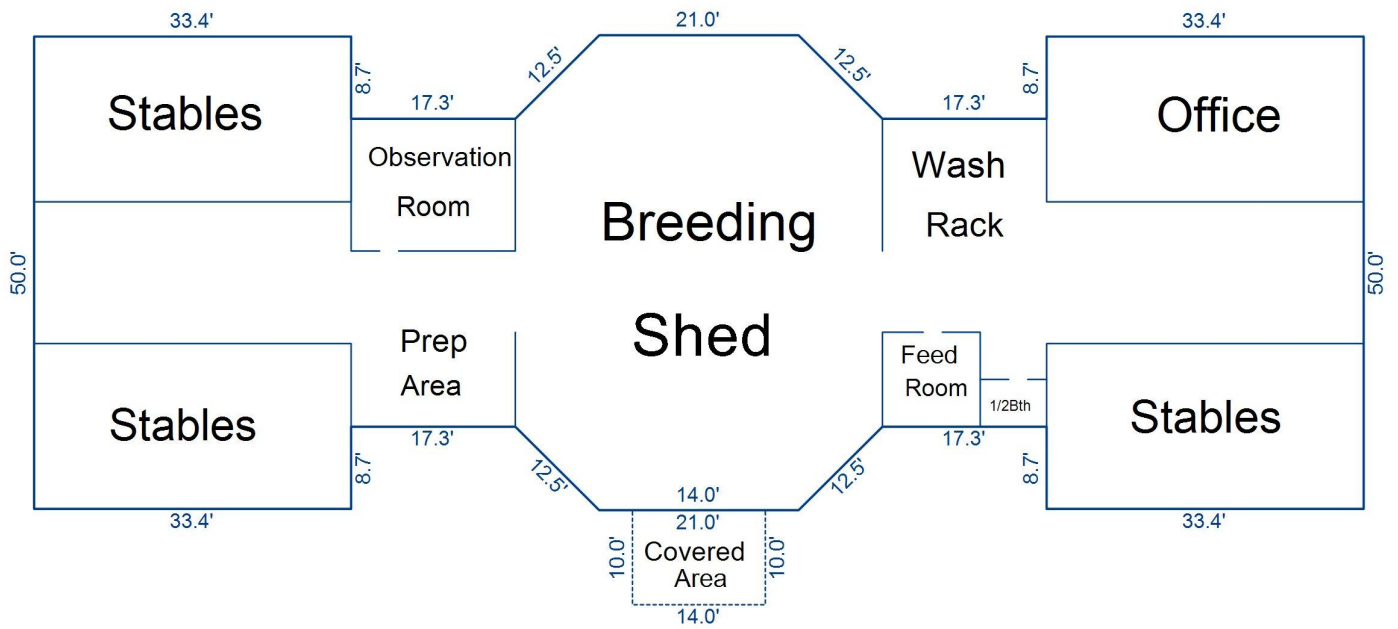 33.4'
21.0'
33.4'
8.7'
12.5'
12.5'
8.7'
17.3'
17.3'
Stables
Office
Observation
Room
Wash
Rack
Breeding
Shed
50.0'
50.0'
Prep
Area
Feed
Room
1/2Bth
Stables
Stables
17.3'
17.3'
8.7'
12.5'
12.5'
8.7'
14.0'
33.4'
21.0'
33.4'
10.0'
Covered
Area
10.0'
14.0'